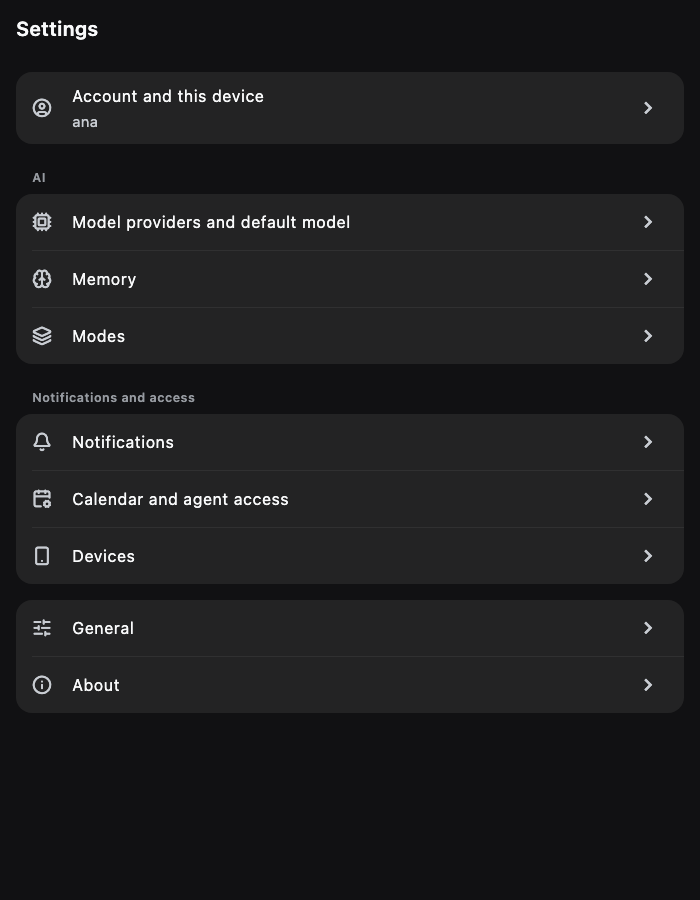 Settings
Account and this device
ana
AI
Model providers and default model
Memory
Modes
Notifications and access
Notifications
Calendar and agent access
Devices
General
About